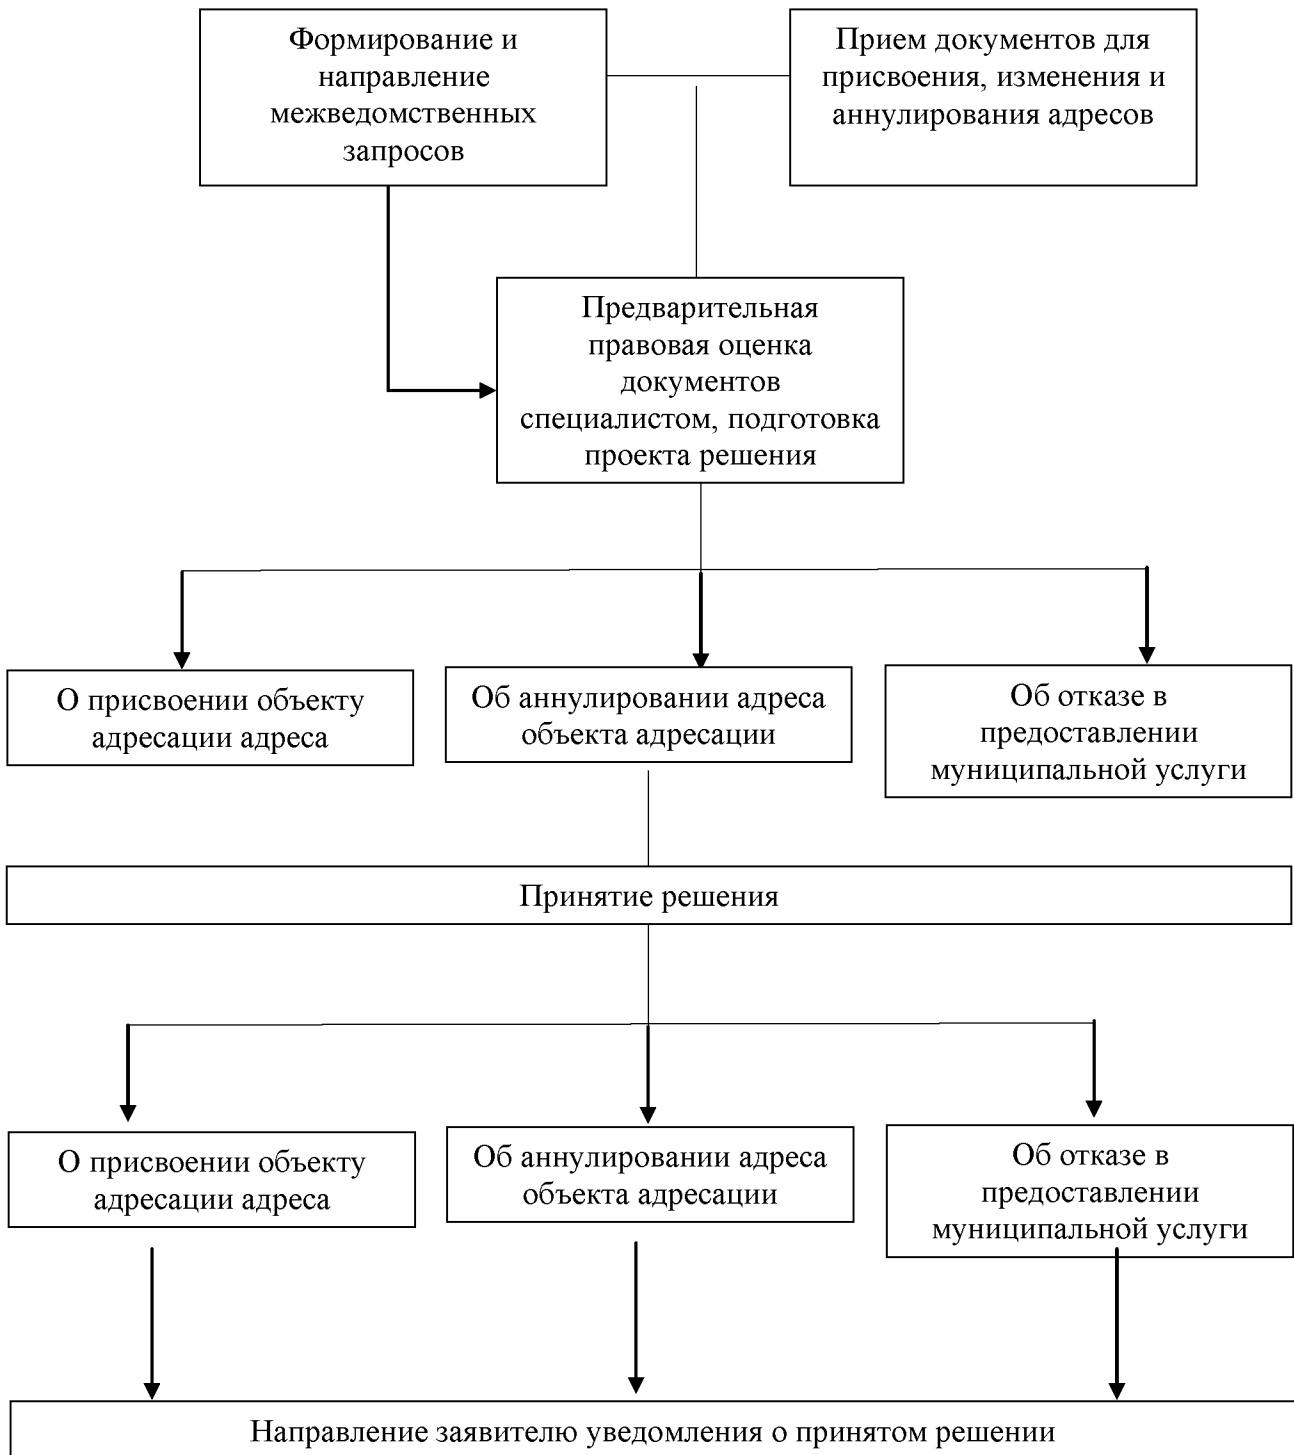 Формирование и
направление
межведомственных
запросов
Прием документов для
присвоения, изменения и
аннулирования адресов
Предварительная
правовая оценка
документов
специалистом, подготовка
проекта решения
О присвоении объекту
адресации адреса
Об аннулировании адреса
объекта адресации
Об отказе в
предоставлении
муниципальной услуги
Принятие решения
О присвоении объекту
адресации адреса
Об аннулировании адреса
объекта адресации
Об отказе в
предоставлении
муниципальной услуги
Направление заявителю уведомления о принятом решении